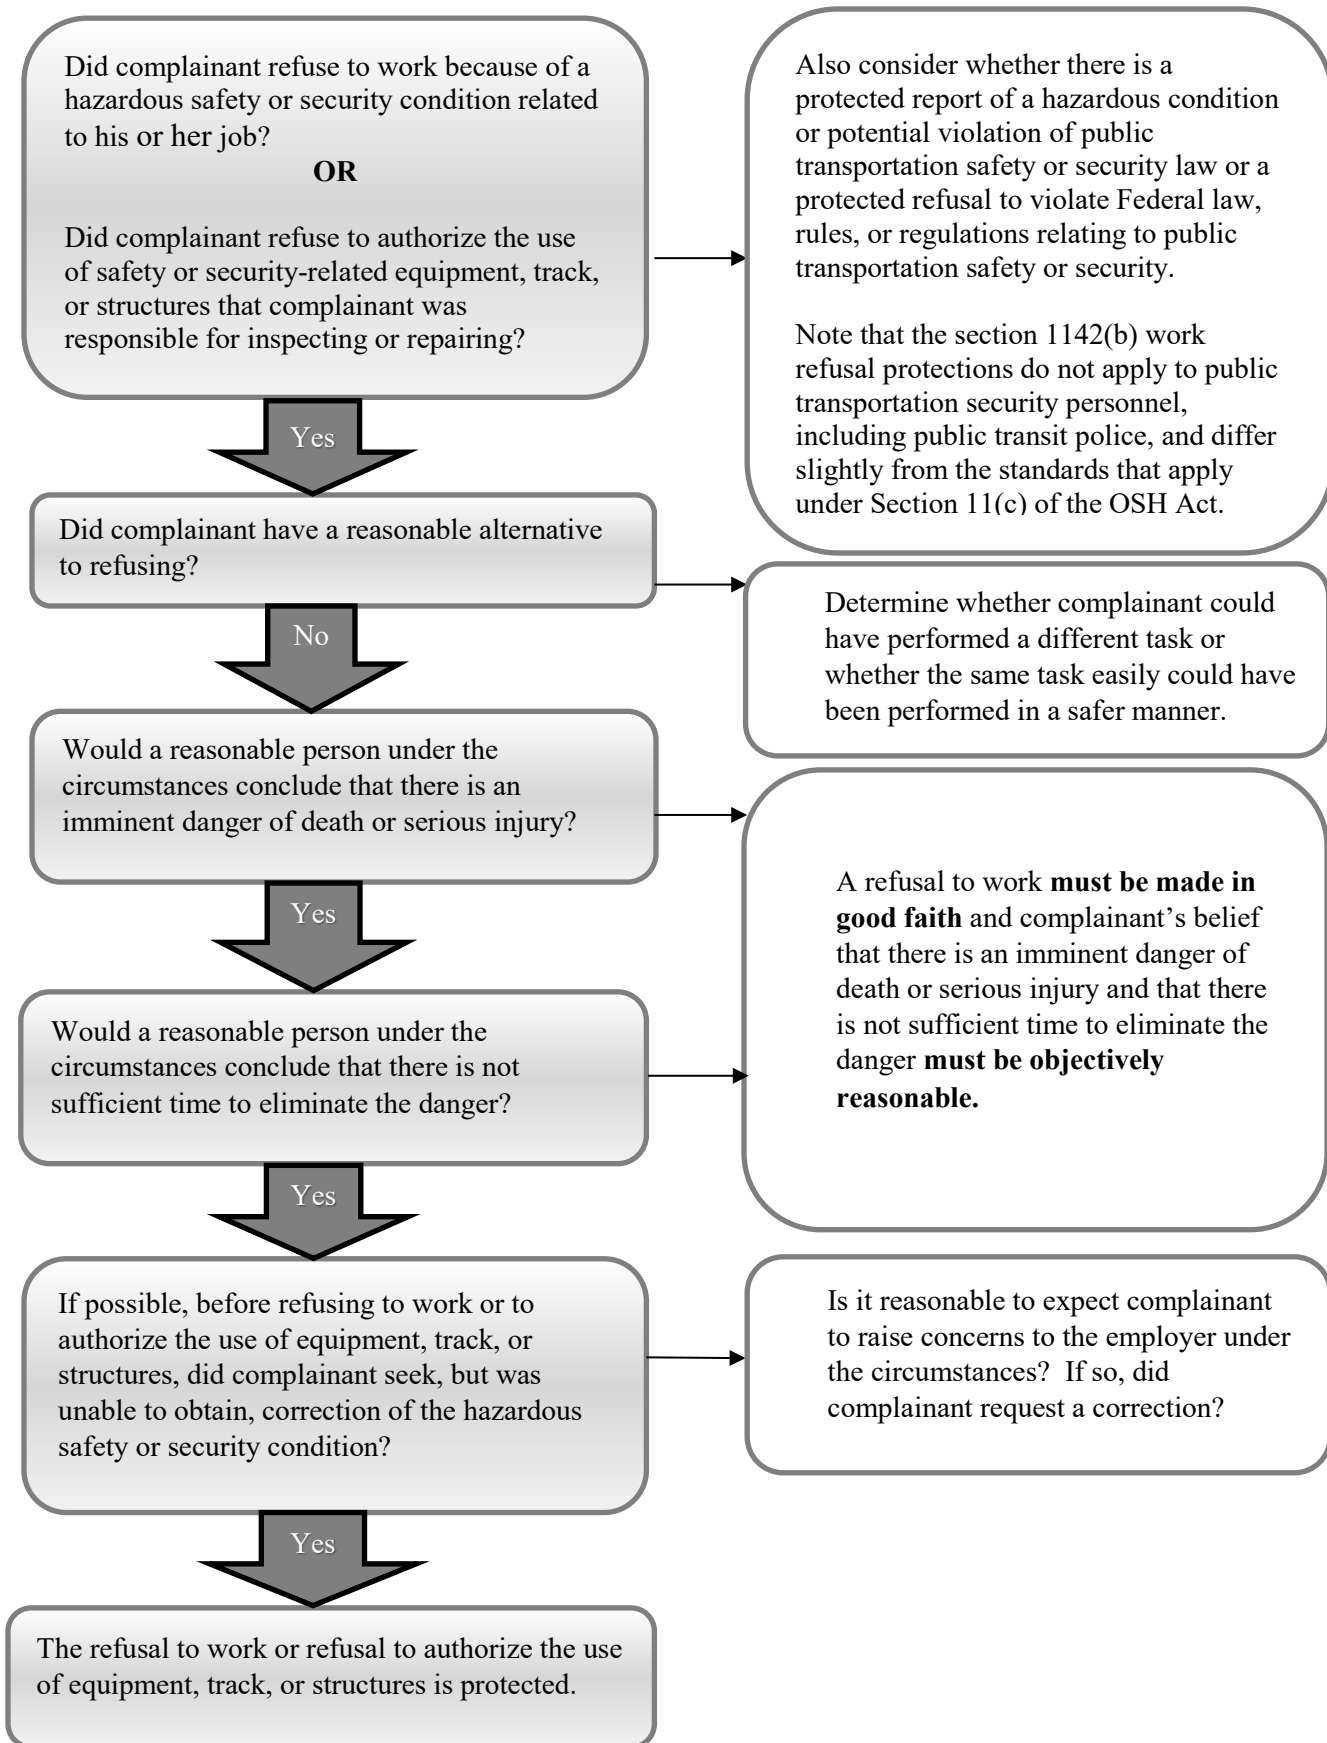 Did complainant refuse to work because of a
hazardous safety or security condition related
to his or her job?
OR
Did complainant refuse to authorize the use
of safety or security-related equipment, track,
or structures that complainant was
responsible for inspecting or repairing?
Also consider whether there is a
protected report of a hazardous condition
or potential violation of public
transportation safety or security law or a
protected refusal to violate Federal law,
rules, or regulations relating to public
transportation safety or security.
Note that the section 1142(b) work
refusal protections do not apply to public
transportation security personnel,
including public transit police, and differ
slightly from the standards that apply
under Section 11(c) of the OSH Act.
Yes
Did complainant have a reasonable alternative
to refusing?
Determine whether complainant could
have performed a different task or
whether the same task easily could have
been performed in a safer manner.
No
Would a reasonable person under the
circumstances conclude that there is an
imminent danger of death or serious injury?
A refusal to work must be made in
good faith and complainant’s belief
that there is an imminent danger of
death or serious injury and that there
is not sufficient time to eliminate the
danger must be objectively
reasonable.
Yes
Would a reasonable person under the
circumstances conclude that there is not
sufficient time to eliminate the danger?
Yes
If possible, before refusing to work or to
authorize the use of equipment, track, or
structures, did complainant seek, but was
unable to obtain, correction of the hazardous
safety or security condition?
Is it reasonable to expect complainant
to raise concerns to the employer under
the circumstances?  If so, did
complainant request a correction?
Yes
The refusal to work or refusal to authorize the use
of equipment, track, or structures is protected.